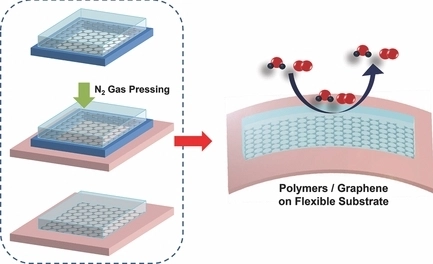 N₂ Gas Pressing
Polymers / Graphene
on Flexible Substrate